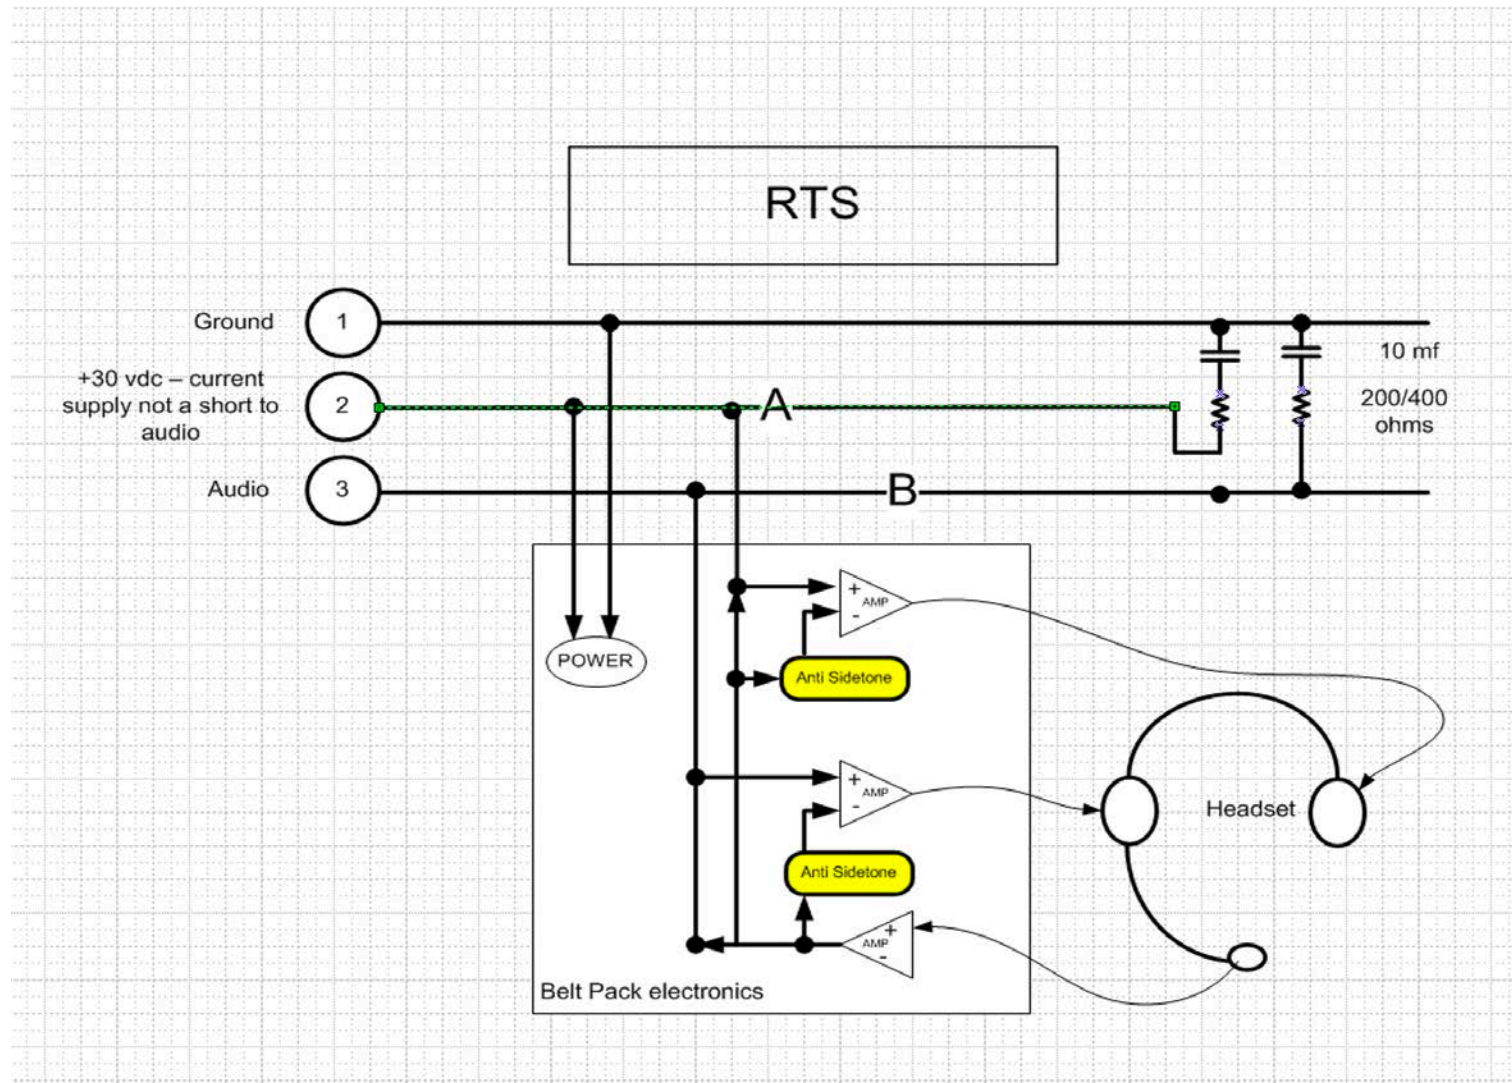 RTS
Ground
1
+30 vdc – current
supply not a short to
audio
2
A
10 mf
200/400
ohms
Audio
3
B
+
AMP
-
POWER
Anti Sidetone
+
AMP
-
Headset
Anti Sidetone
+
AMP
-
Belt Pack electronics